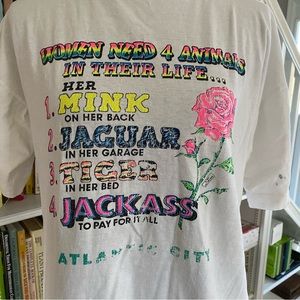 WOMEN NEED 4 ANIMALS
IN THEIR LIFE...
HER
1. MINK
ON HER BACK
2. JAGUAR
IN HER GARAGE
3. TIGER
IN HER BED
4 JACKASS
TO PAY FOR IT ALL
ATLANTIC CITY